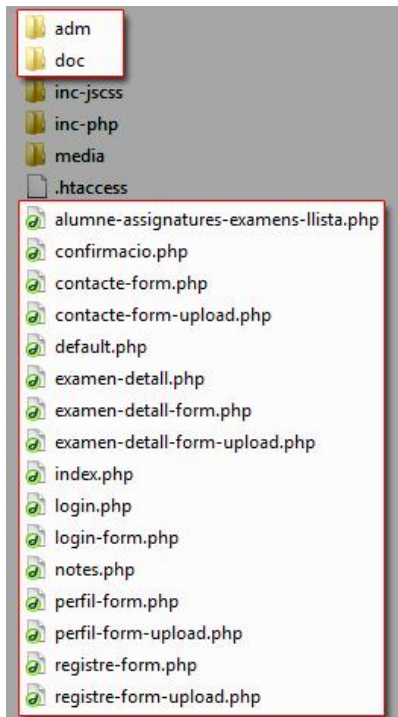 adm
doc
inc-jscss
inc-php
media
.htaccess
alumne-assignatures-examens-llista.php
confirmacio.php
contacte-form.php
contacte-form-upload.php
default.php
examen-detall.php
examen-detall-form.php
examen-detall-form-upload.php
index.php
login.php
login-form.php
notes.php
perfil-form.php
perfil-form-upload.php
registre-form.php
registre-form-upload.php